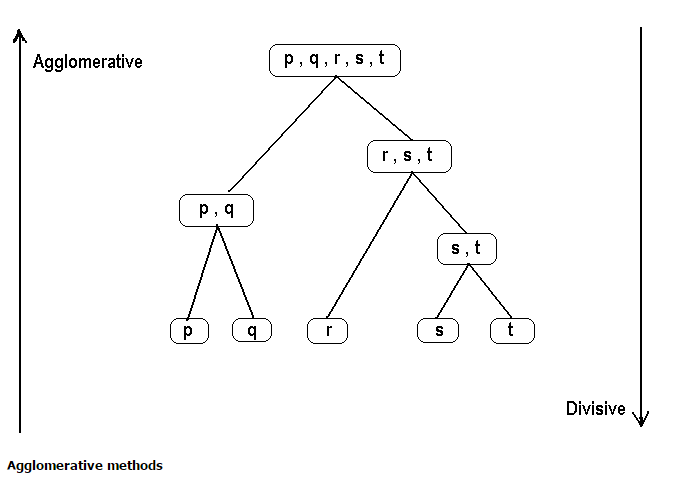 p , q , r , s , t
Agglomerative
r , s , t
p , q
s , t
p
q
r
s
t
Divisive
Agglomerative methods